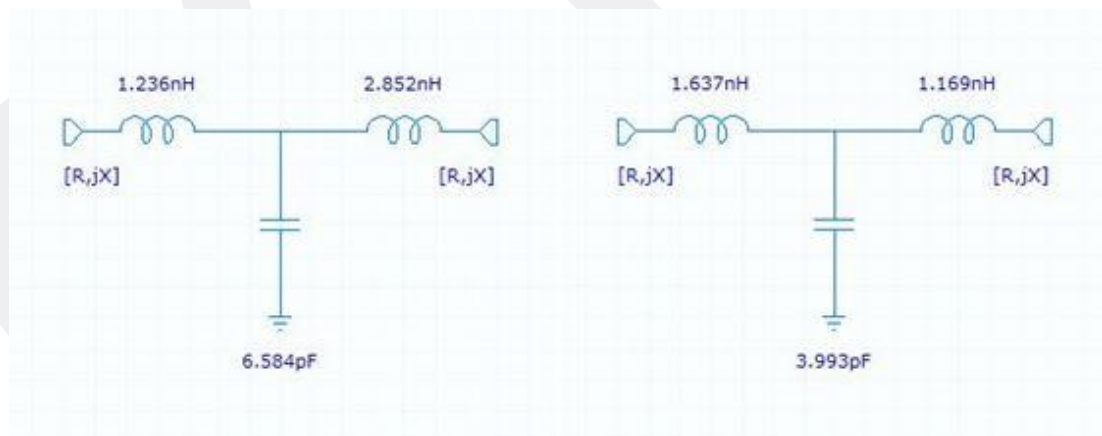 1.236nH 2.852nH 1.637nH 1.169nH
[R,jX] [R,jX] [R,jX] [R,jX]
6.584pF 3.993pF